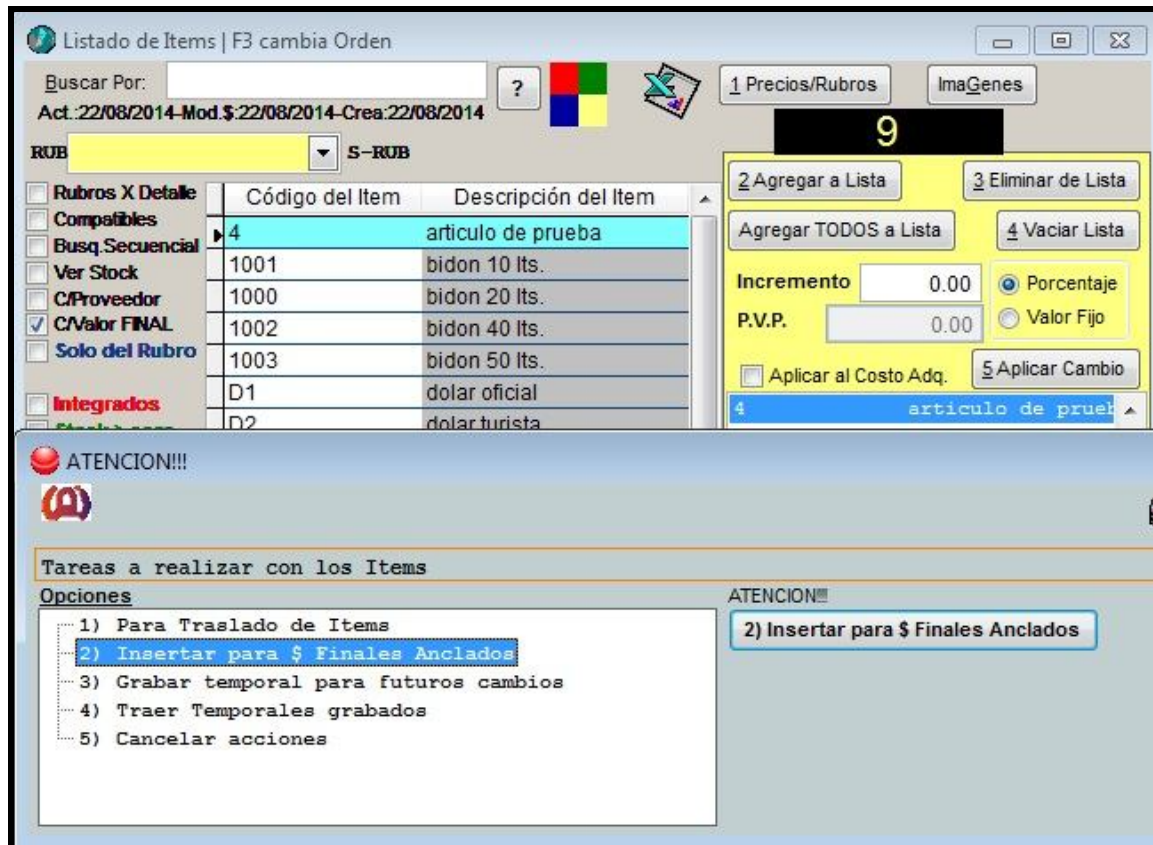 Listado de Items | F3 cambia Orden
Buscar Por:
?
1 Precios/Rubros
ImaGenes
Act.:22/08/2014-Mod.$:22/08/2014-Crea:22/08/2014
9
RUB
S-RUB
2 Agregar a Lista
3 Eliminar de Lista
Agregar TODOS a Lista
4 Vaciar Lista
Incremento
0.00
Porcentaje
P.V.P.
0.00
Valor Fijo
Aplicar al Costo Adq.
5 Aplicar Cambio
4 articulo de prueb
Rubros X Detalle
Compatibles
Busq.Secuencial
Ver Stock
C/Proveedor
C/Valor FINAL
Solo del Rubro
Integrados
Código del Item Descripción del Item
4 articulo de prueba
1001 bidon 10 lts.
1000 bidon 20 lts.
1002 bidon 40 lts.
1003 bidon 50 lts.
D1 dolar oficial
D2 dolar turista
ATENCION!!!
Tareas a realizar con los Items
Opciones
1) Para Traslado de Items
2) Insertar para $ Finales Anclados
3) Grabar temporal para futuros cambios
4) Traer Temporales grabados
5) Cancelar acciones
ATENCION!!!
2) Insertar para $ Finales Anclados